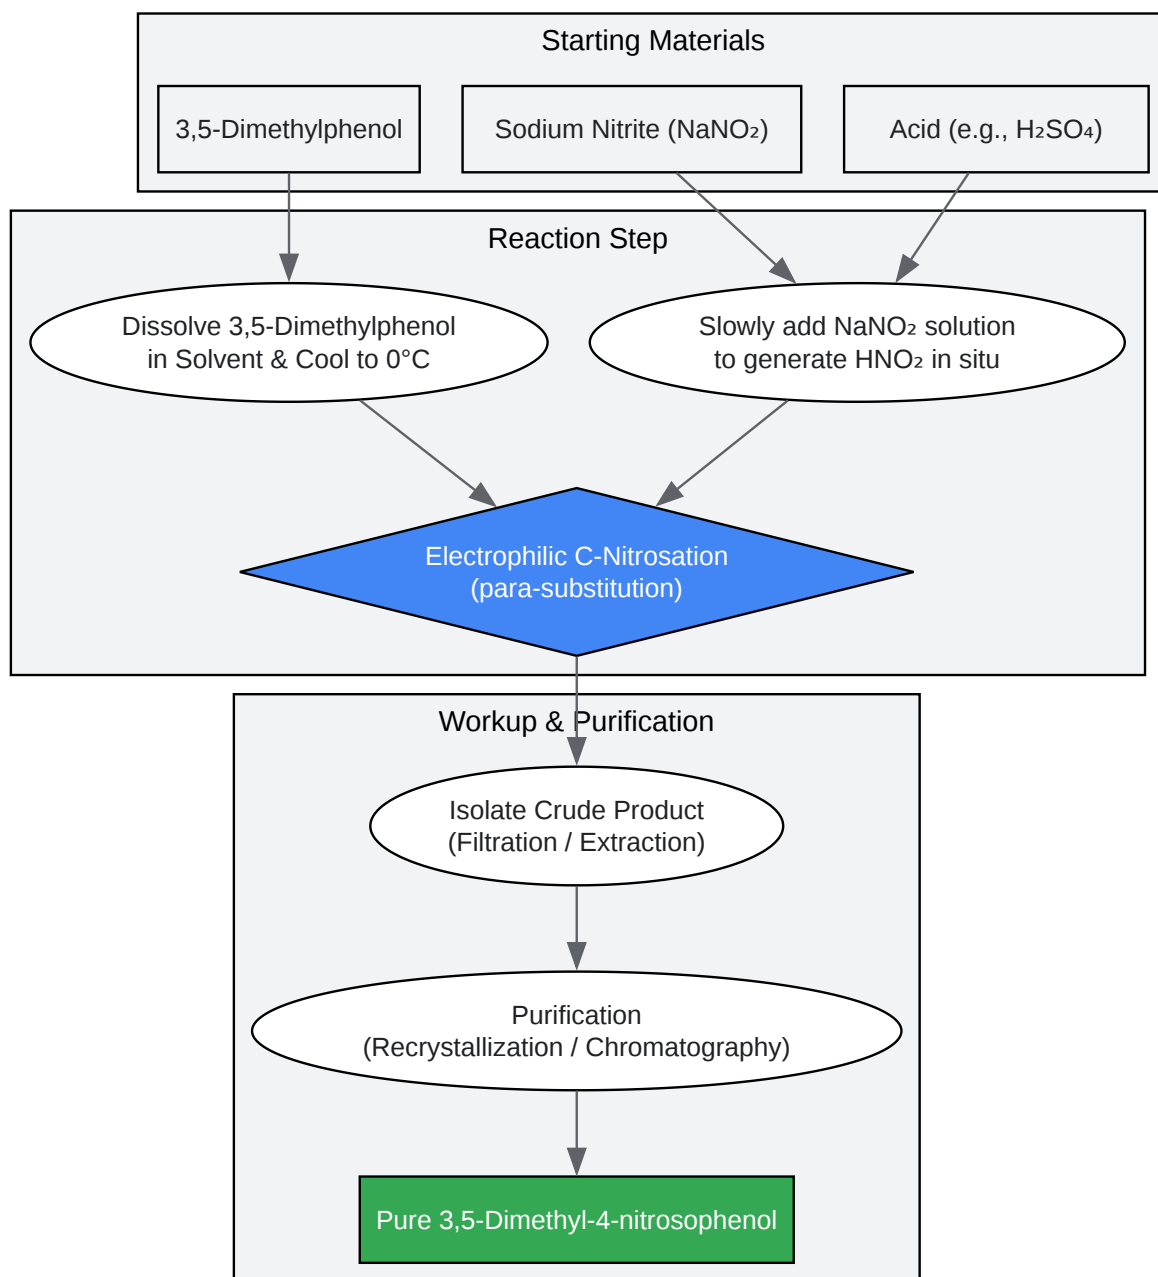 Starting Materials
3,5-Dimethylphenol
Sodium Nitrite (NaNO₂)
Acid (e.g., H₂SO₄)
Reaction Step
Dissolve 3,5-Dimethylphenol
in Solvent & Cool to 0°C
Slowly add NaNO₂ solution
to generate HNO₂ in situ
Electrophilic C-Nitrosation
(para-substitution)
Workup & Purification
Isolate Crude Product
(Filtration / Extraction)
Purification
(Recrystallization / Chromatography)
Pure 3,5-Dimethyl-4-nitrosophenol